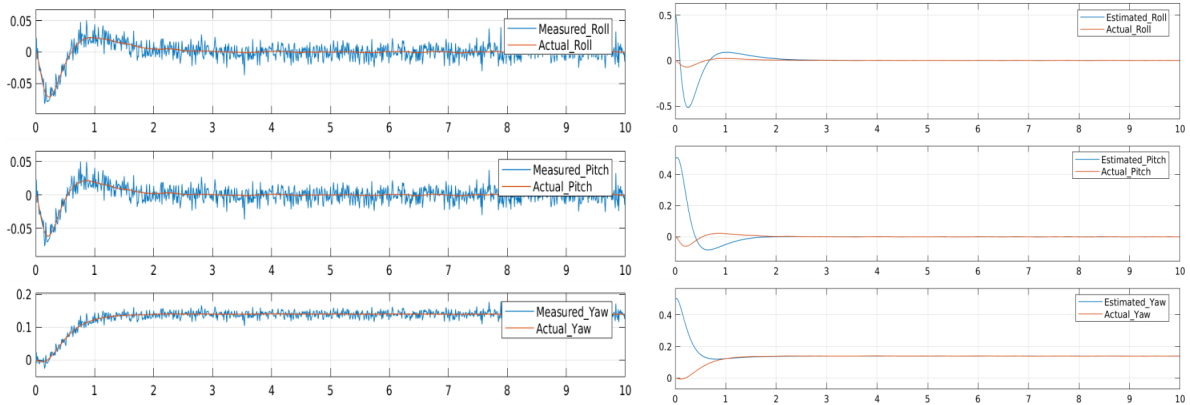 0.05
Measured_Roll
Actual_Roll
0
-0.05
0 1 2 3 4 5 6 7 8 9 10
0.05
Measured_Pitch
Actual_Pitch
0
-0.05
0 1 2 3 4 5 6 7 8 9 10
0.2
Measured_Yaw
Actual_Yaw
0.1
0
0 1 2 3 4 5 6 7 8 9 10
0.5
Estimated_Roll
Actual_Roll
0
-0.5
0 1 2 3 4 5 6 7 8 9 10
Estimated_Pitch
Actual_Pitch
0.4
0.2
0
0 1 2 3 4 5 6 7 8 9 10
Estimated_Yaw
Actual_Yaw
0.4
0.2
0
0 1 2 3 4 5 6 7 8 9 10